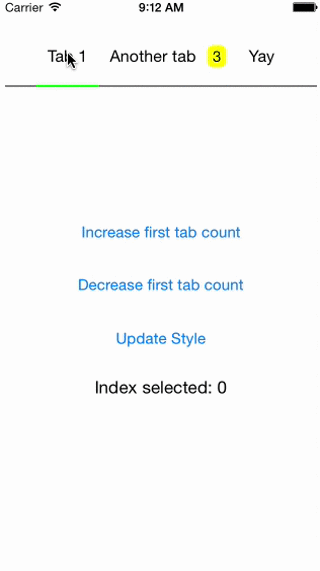 Carrier 9:12 AM
Tab 1 Another tab 3 Yay
Increase first tab count
Decrease first tab count
Update Style
Index selected: 0